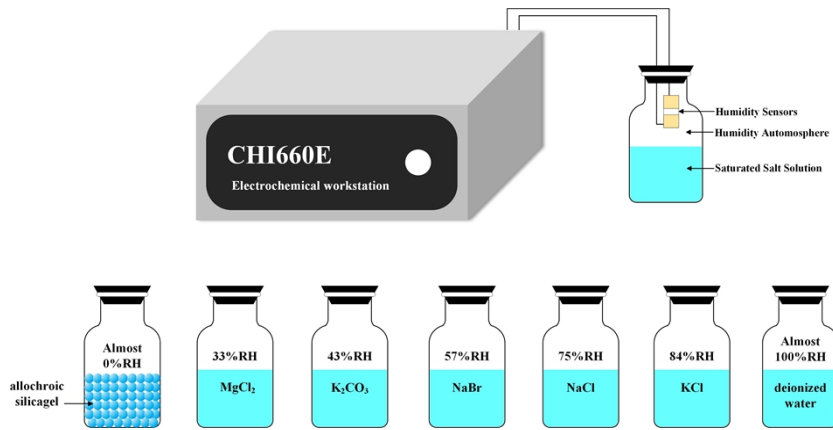 CHI660E
Electrochemical workstation
Humidity Sensors
Humidity Automosphere
Saturated Salt Solution
Almost
0%RH
allochroic
silicagel
33%RH
MgCl₂
43%RH
K₂CO₃
57%RH
NaBr
75%RH
NaCl
84%RH
KCl
Almost
100%RH
deionized
water